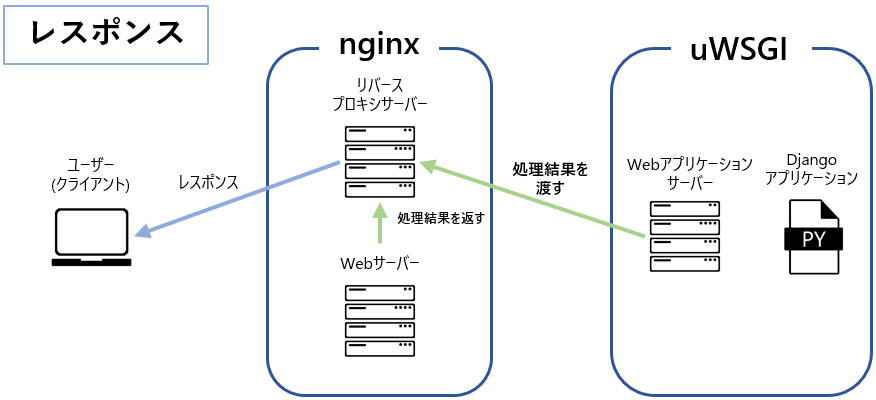 レスポンス
nginx
uWSGI
リバース
プロキシサーバー
ユーザー
(クライアント)
レスポンス
処理結果を
渡す
Webアプリケーション
サーバー
Django
アプリケーション
処理結果を返す
PY
Webサーバー